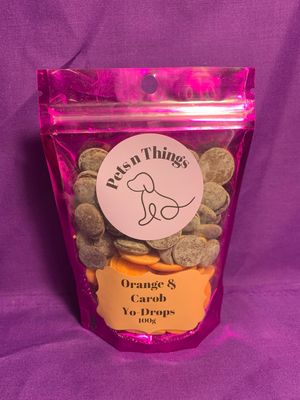 Pets n Things
Orange &
Carob
Yo-Drops
100g